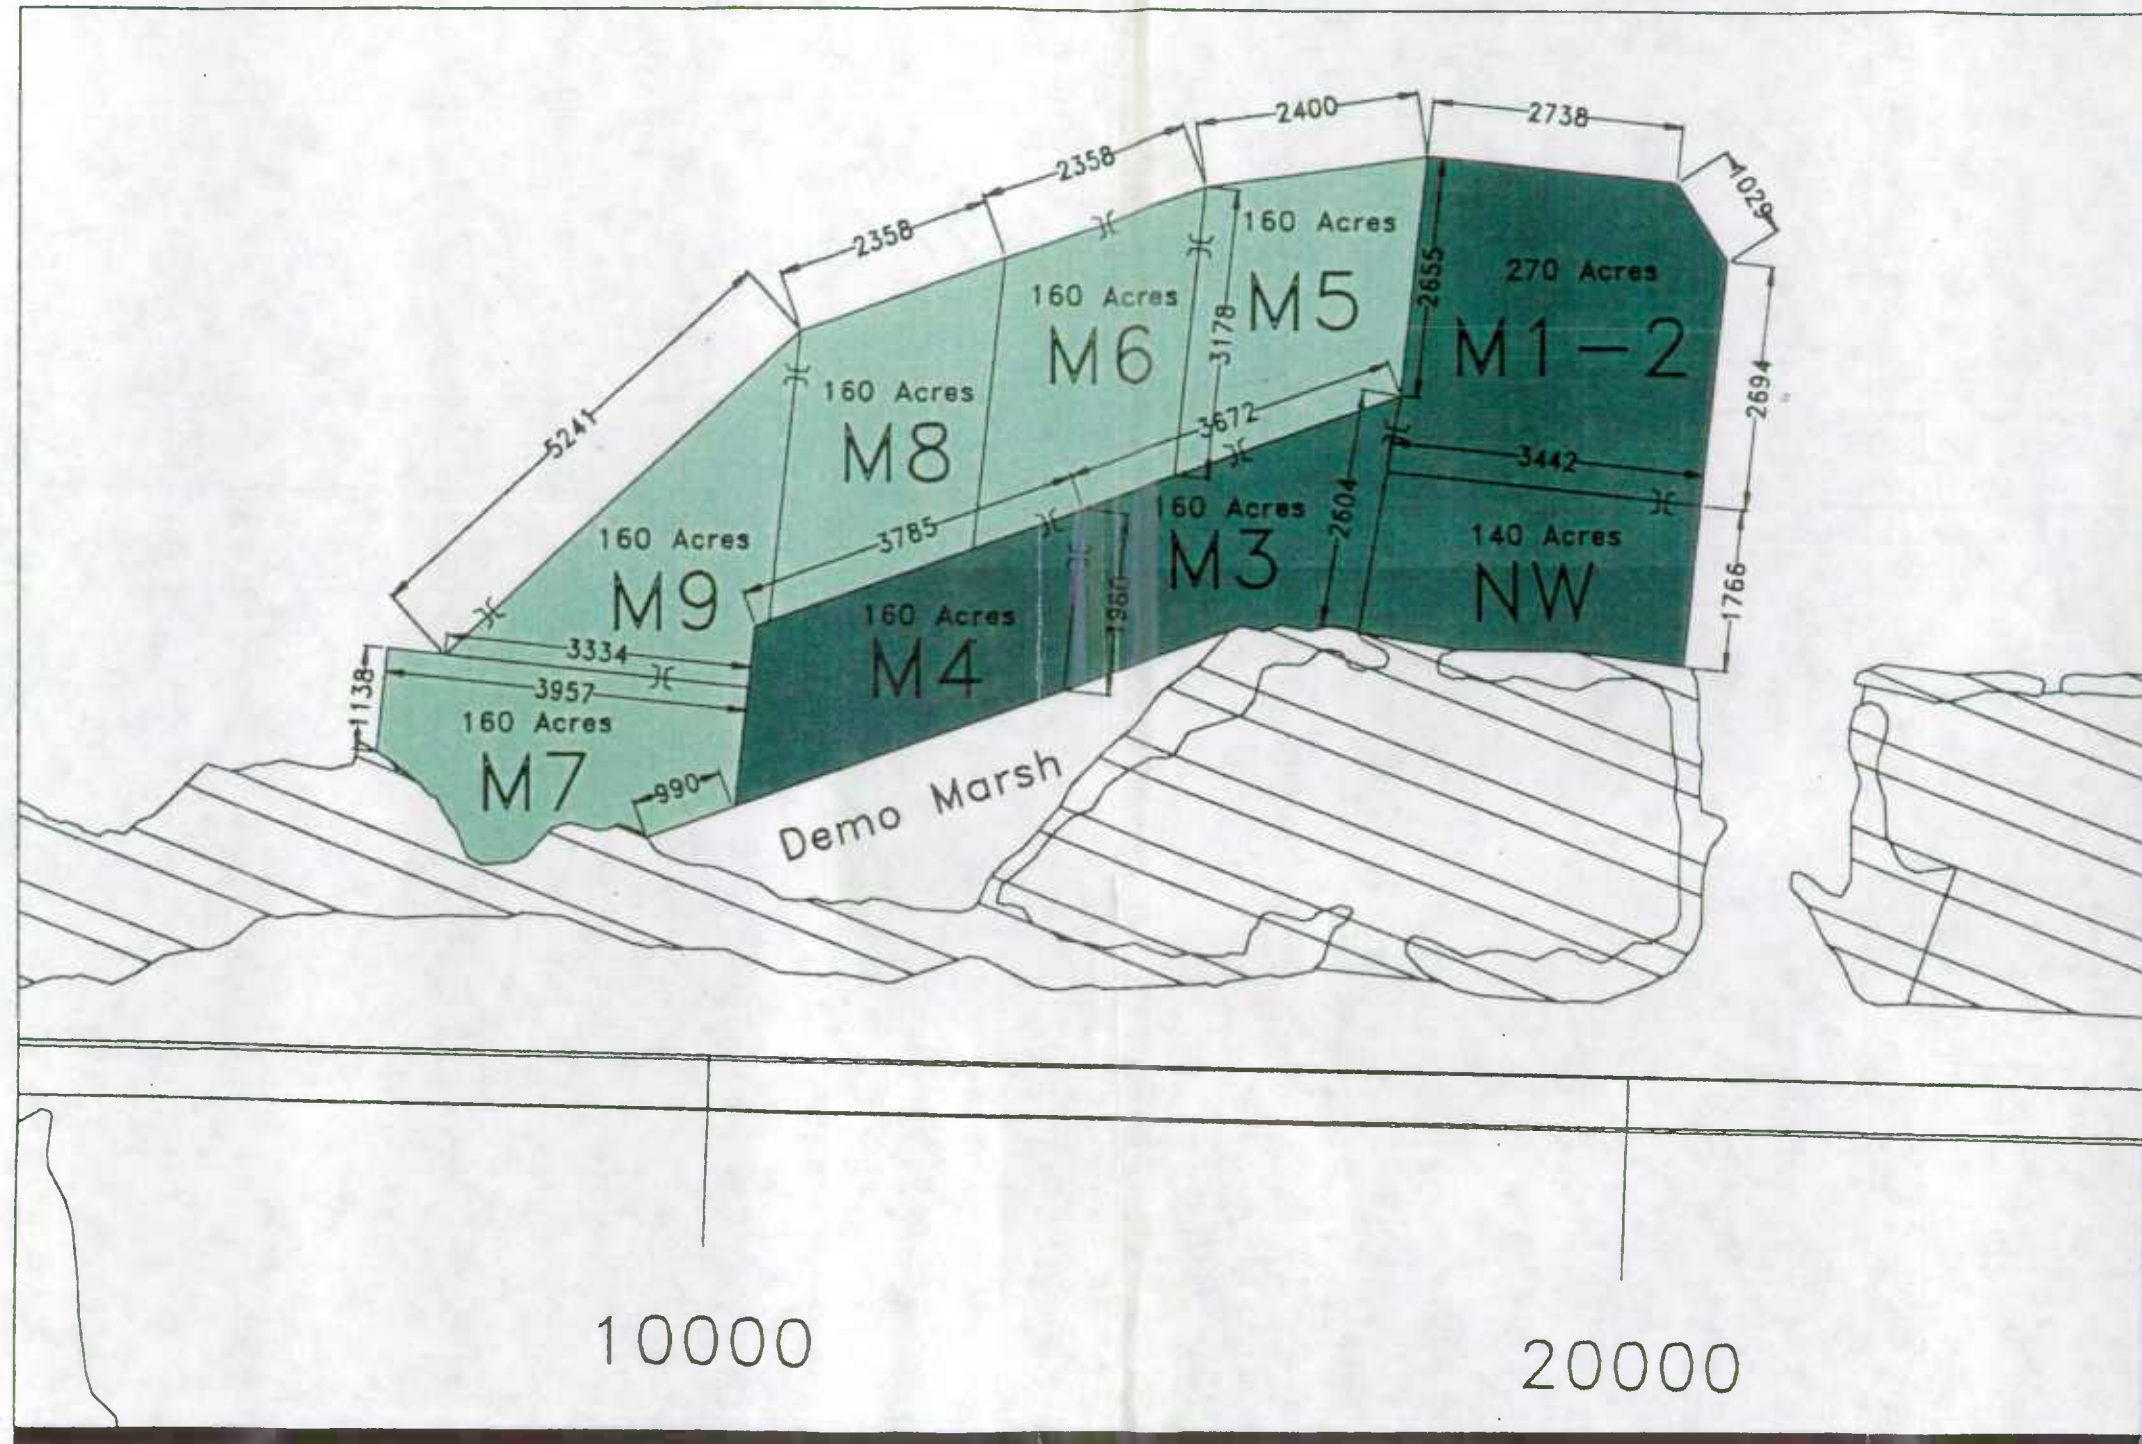 2400
2738
2358
1029
2358
160 Acres
M5
2655
270 Acres
M1-2
160 Acres
M6
3178
2694
5241
160 Acres
M8
3672
3442
3785
160 Acres
M3
2604
140 Acres
NW
160 Acres
M9
1960
1766
160 Acres
M4
3334
3957
1138
160 Acres
M7
990
Demo Marsh
10000
20000